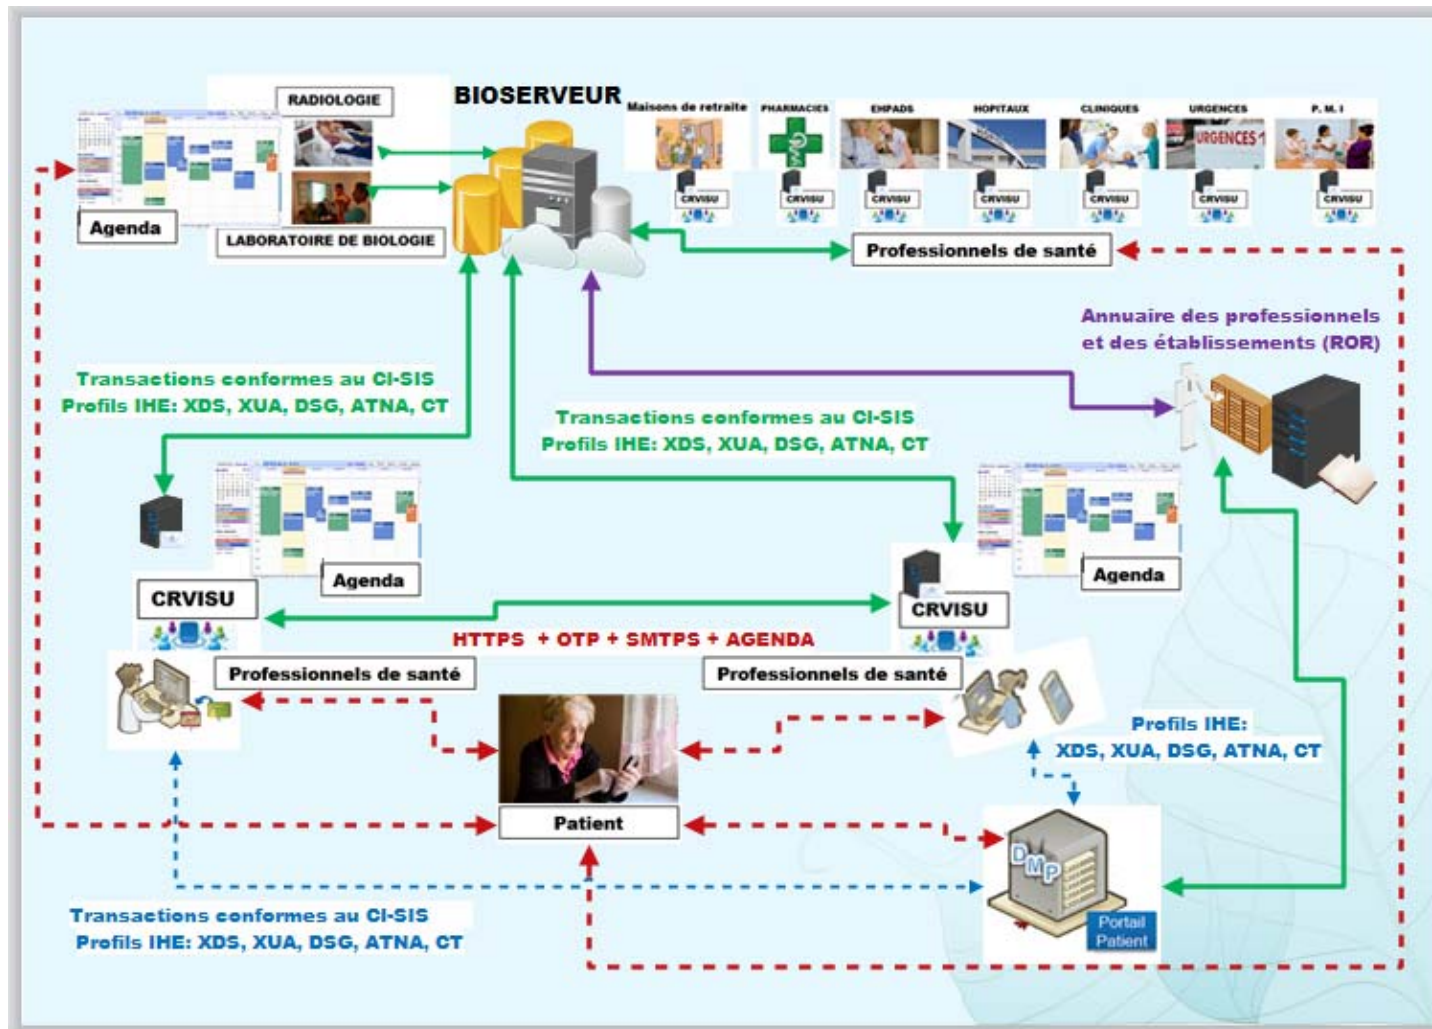 RADIOLOGIE
BIOSERVEUR
Maisons de retraite
PHARMACIES
EHPADS
HOPITAUX
CLINIQUES
URGENCES
P. M. I
URGENCES
CRVISU
CRVISU
CRVISU
CRVISU
CRVISU
CRVISU
CRVISU
Agenda
LABORATOIRE DE BIOLOGIE
Professionnels de santé
Annuaire des professionnels
et des établissements (ROR)
Transactions conformes au CI-SIS
Profils IHE: XDS, XUA, DSG, ATNA, CT
Transactions conformes au CI-SIS
Profils IHE: XDS, XUA, DSG, ATNA, CT
Agenda
Agenda
CRVISU
CRVISU
HTTPS + OTP + SMTPS + AGENDA
Professionnels de santé
Professionnels de santé
Profils IHE:
XDS, XUA, DSG, ATNA, CT
Patient
DMP
Portail
Patient
Transactions conformes au CI-SIS
Profils IHE: XDS, XUA, DSG, ATNA, CT